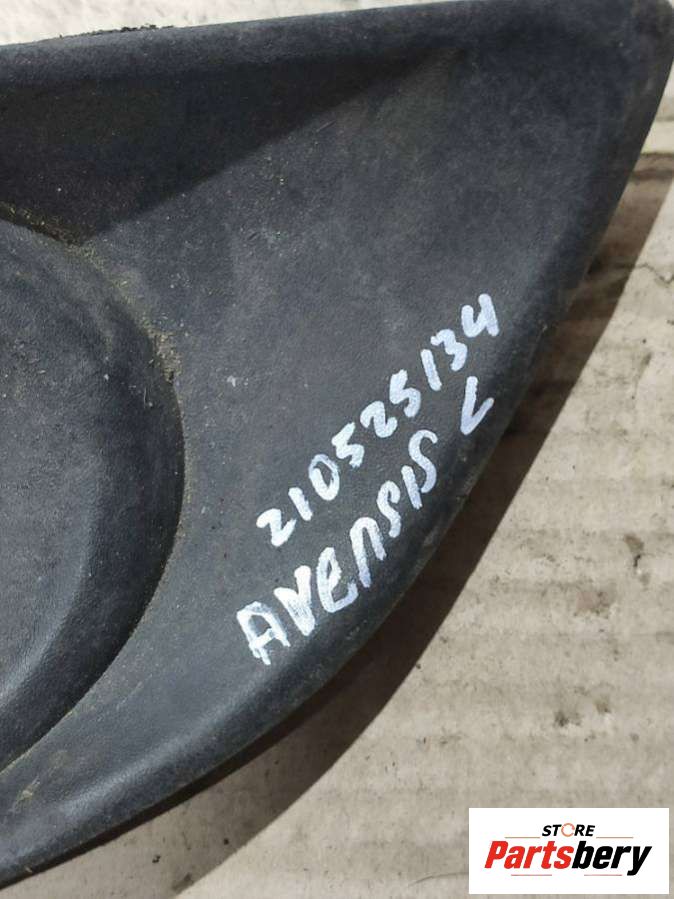 210525134
AVENSIS L
STORE
Partsbery